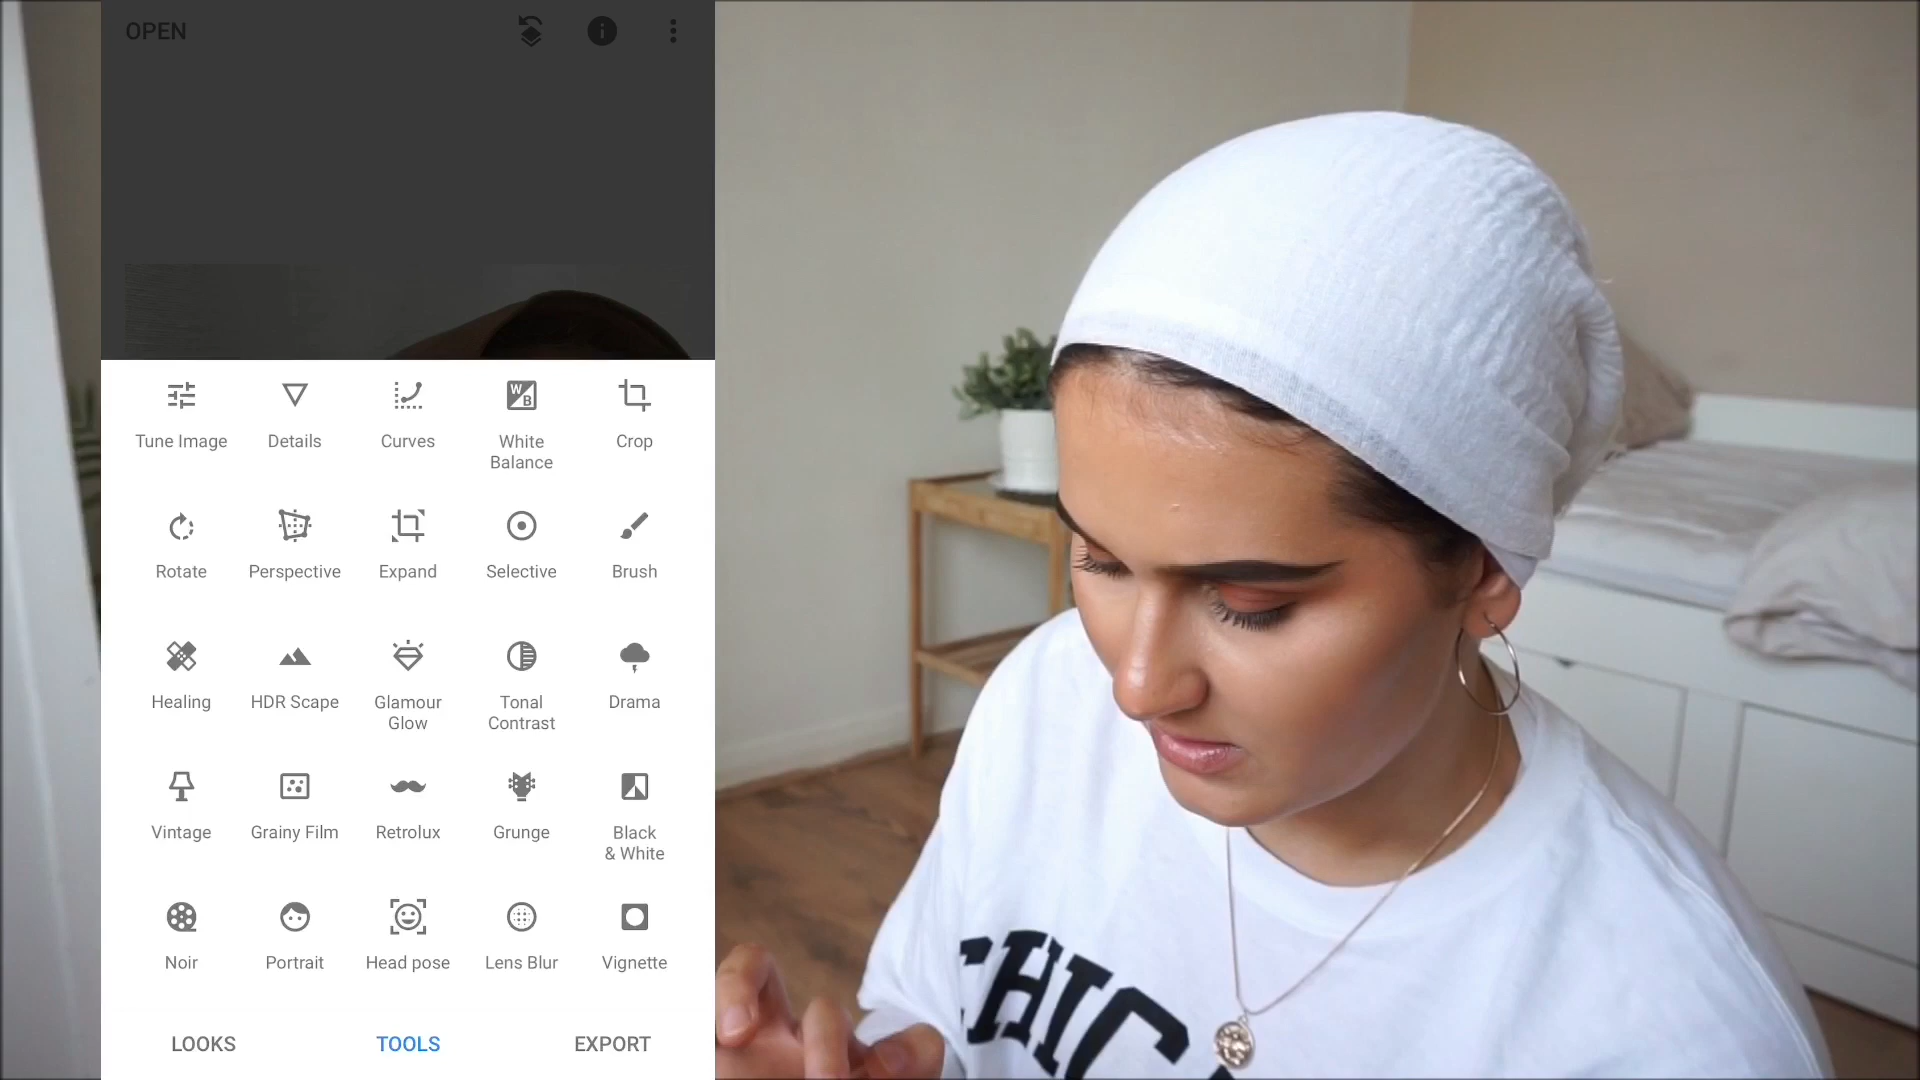 OPEN
Tune Image
Details
Curves
White
Balance
Crop
Rotate
Perspective
Expand
Selective
Brush
Healing
HDR Scape
Glamour
Glow
Tonal
Contrast
Drama
Vintage
Grainy Film
Retrolux
Grunge
Black
& White
Noir
Portrait
Head pose
Lens Blur
Vignette
LOOKS
TOOLS
EXPORT
CHIC